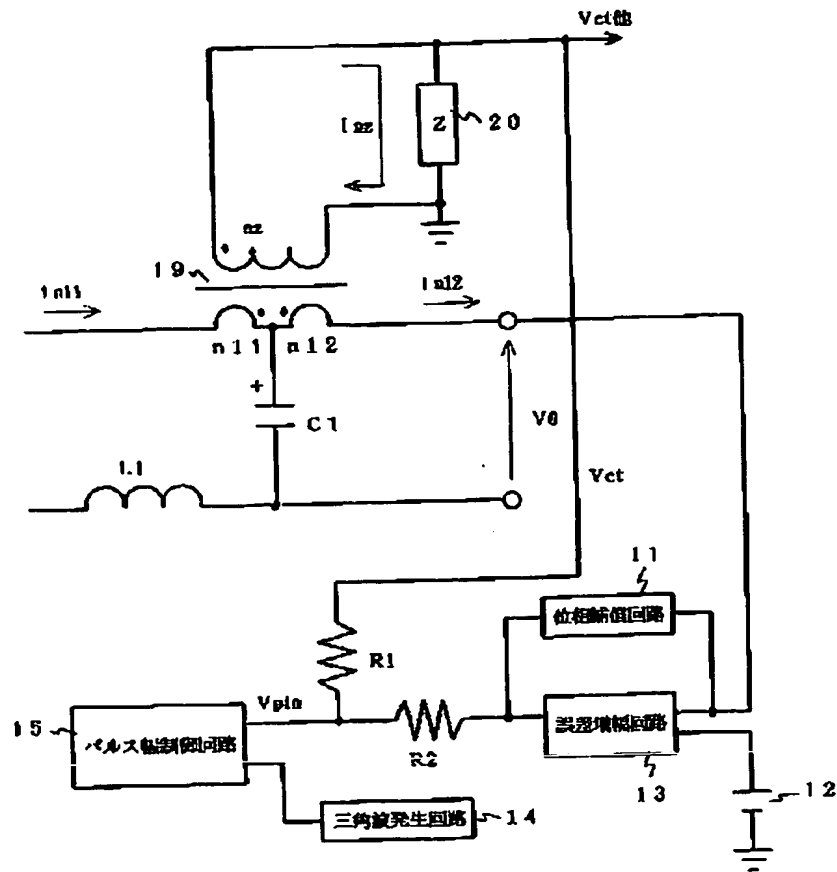 Vct他
Inz
Z
20
nz
19
In11
In12
n11
n12
+
C1
V0
L1
Vct
11
位相補償回路
R1
Vpin
15
パルス幅制御回路
R2
誤差増幅回路
13
12
三角波発生回路
14